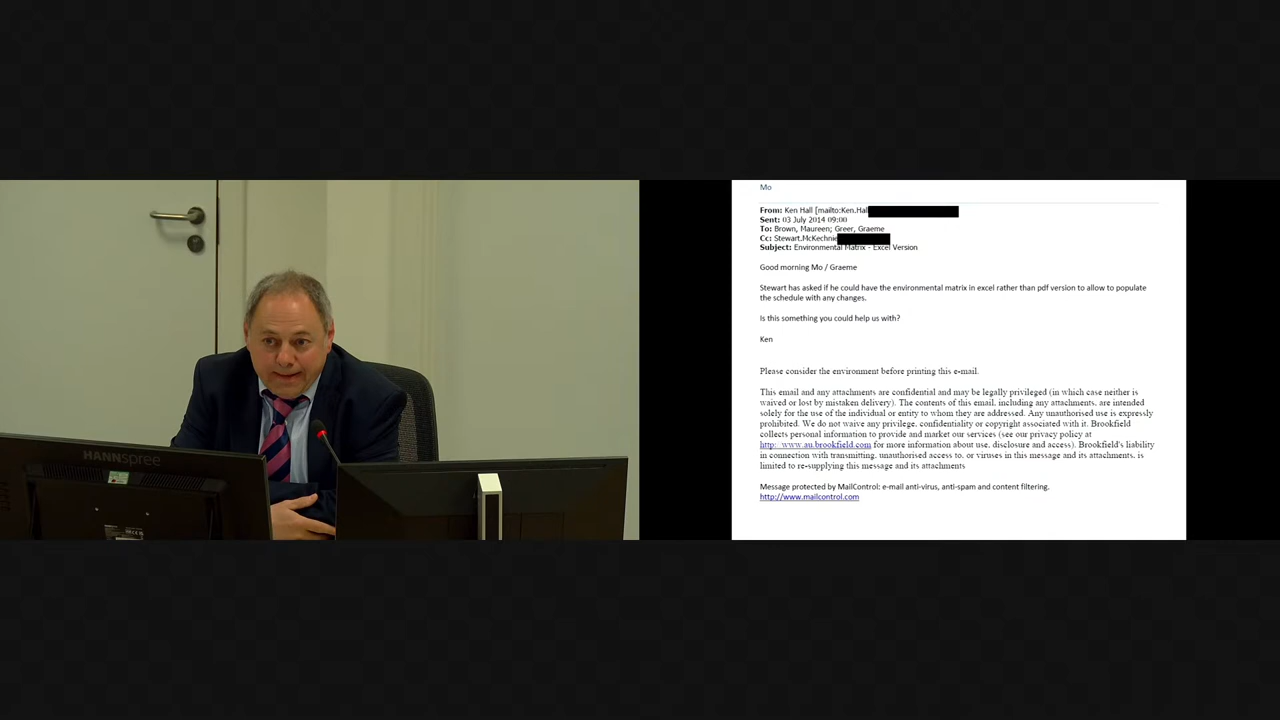 HANNspree
Mo
From: Ken Hall [mailto:Ken.Hal
Sent: 03 July 2014 09:00
To: Brown, Maureen; Greer, Graeme
Cc: Stewart.McKechnie
Subject: Environmental Matrix - Excel Version
Good morning Mo / Graeme
Stewart has asked if he could have the environmental matrix in excel rather than pdf version to allow to populate
the schedule with any changes.
Is this something you could help us with?
Ken
Please consider the environment before printing this e-mail.
This email and any attachments are confidential and may be legally privileged (in which case neither is
waived or lost by mistaken delivery). The contents of this email, including any attachments, are intended
solely for the use of the individual or entity to whom they are addressed. Any unauthorised use is expressly
prohibited. We do not waive any privilege, confidentiality or copyright associated with it. Brookfield
collects personal information to provide and market our services (see our privacy policy at
http:  www.au.brookfield.com for more information about use, disclosure and access). Brookfield's liability
in connection with transmitting, unauthorised access to, or viruses in this message and its attachments, is
limited to re-supplying this message and its attachments
Message protected by MailControl: e-mail anti-virus, anti-spam and content filtering.
http://www.mailcontrol.com